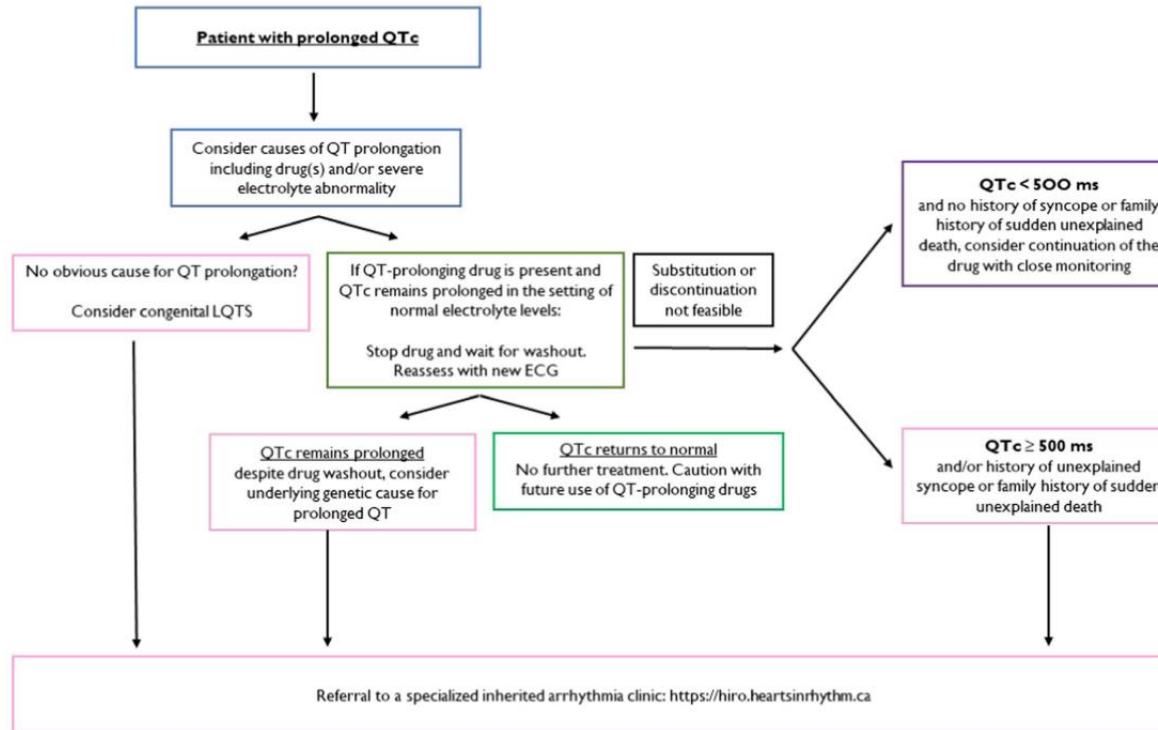 Patient with prolonged QTc
Consider causes of QT prolongation
including drug(s) and/or severe
electrolyte abnormality
No obvious cause for QT prolongation?
Consider congenital LQTS
If QT-prolonging drug is present and
QTc remains prolonged in the setting of
normal electrolyte levels:
Stop drug and wait for washout.
Reassess with new ECG
Substitution or
discontinuation
not feasible
QTc < 5OO ms
and no history of syncope or family
history of sudden unexplained
death, consider continuation of the
drug with close monitoring
QTc remains prolonged
despite drug washout, consider
underlying genetic cause for
prolonged QT
QTc returns to normal
No further treatment. Caution with
future use of QT-prolonging drugs
QTc ≥ 500 ms
and/or history of unexplained
syncope or family history of sudden
unexplained death
Referral to a specialized inherited arrhythmia clinic: https://hiro.heartsinrhythm.ca